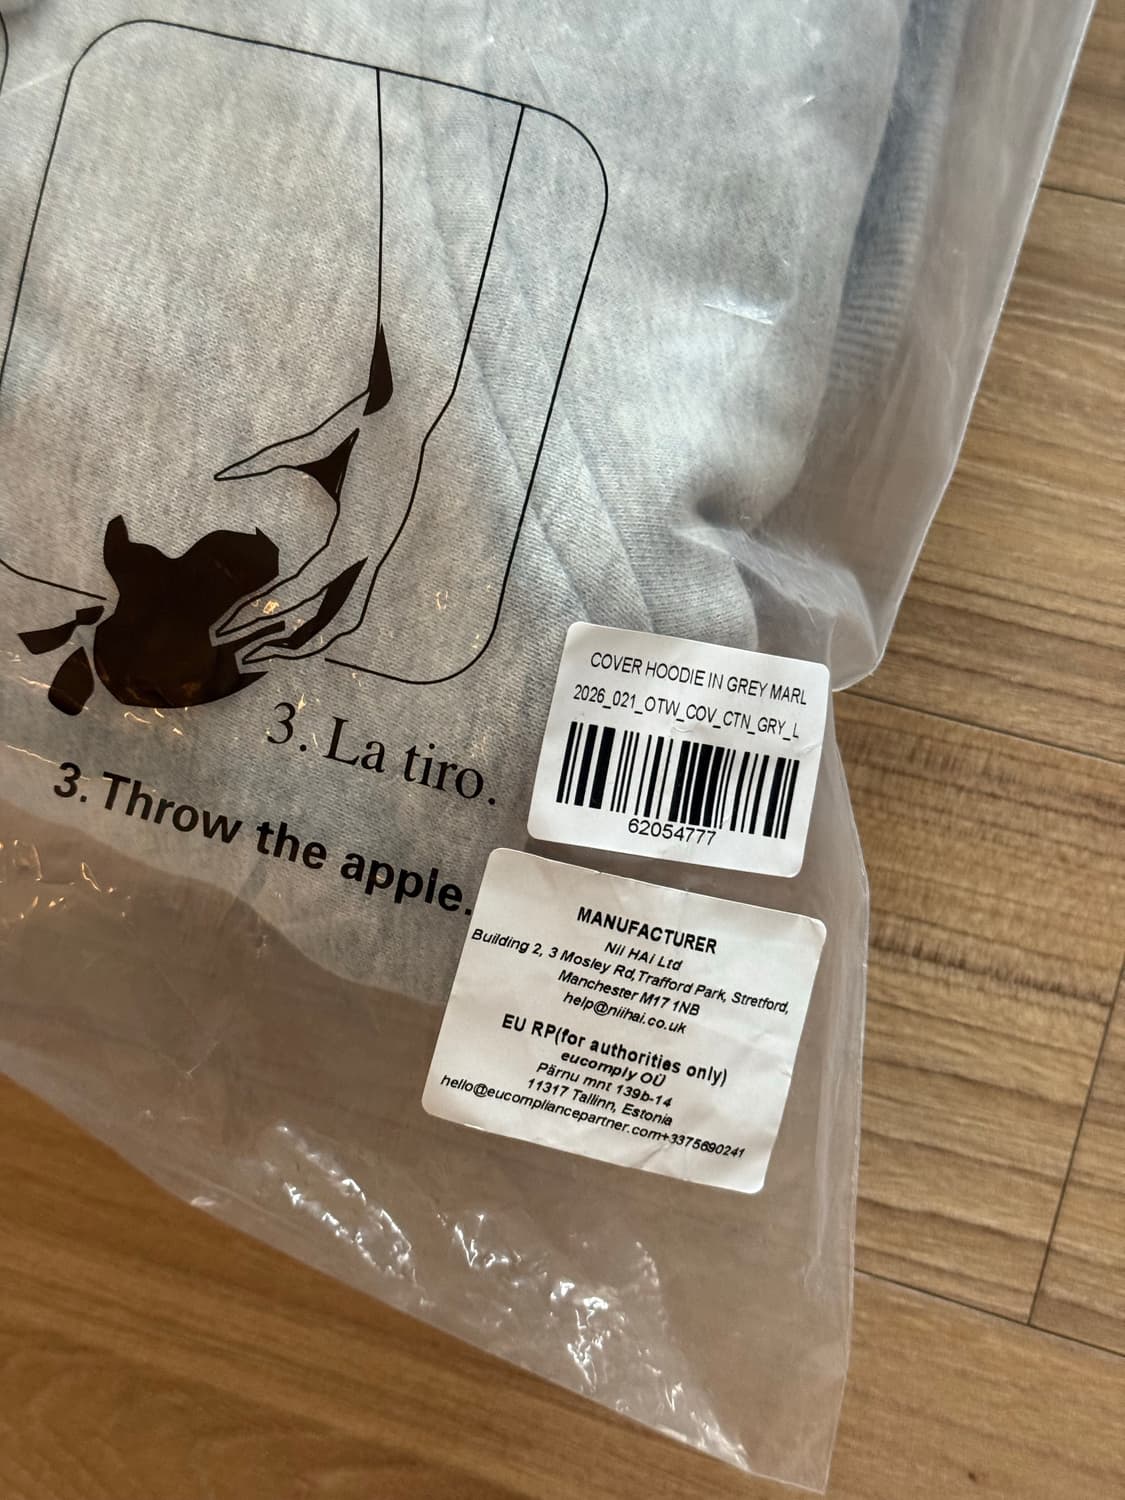 3. La tiro.
3. Throw the apple.
COVER HOODIE IN GREY MARL
2026_021_OTW_COV_CTN_GRY_L
62054777
MANUFACTURER
Nii HAi Ltd
Building 2, 3 Mosley Rd,Trafford Park, Stretford,
Manchester M17 1NB
help@niihai.co.uk
EU RP(for authorities only)
eucomply OÜ
Pärnu mnt 139b-14
11317 Tallinn, Estonia
hello@eucompliancepartner.com+3375690241